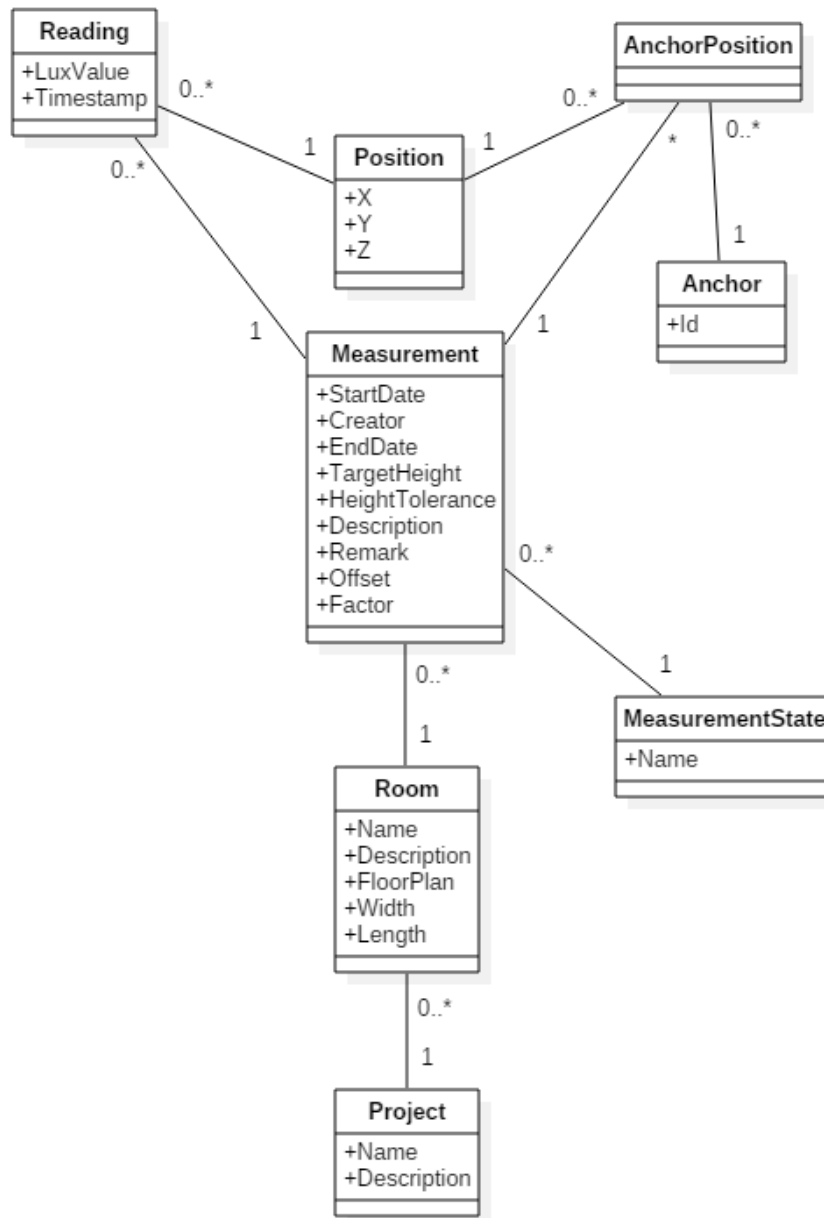 Reading
+LuxValue
+Timestamp
AnchorPosition
0..*
0..*
0..*
*
0..*
1
Position
1
+X
+Y
+Z
1
Anchor
+Id
1
1
Measurement
+StartDate
+Creator
+EndDate
+TargetHeight
+HeightTolerance
+Description
+Remark
+Offset
+Factor
0..*
1
MeasurementState
+Name
0..*
1
Room
+Name
+Description
+FloorPlan
+Width
+Length
0..*
1
Project
+Name
+Description